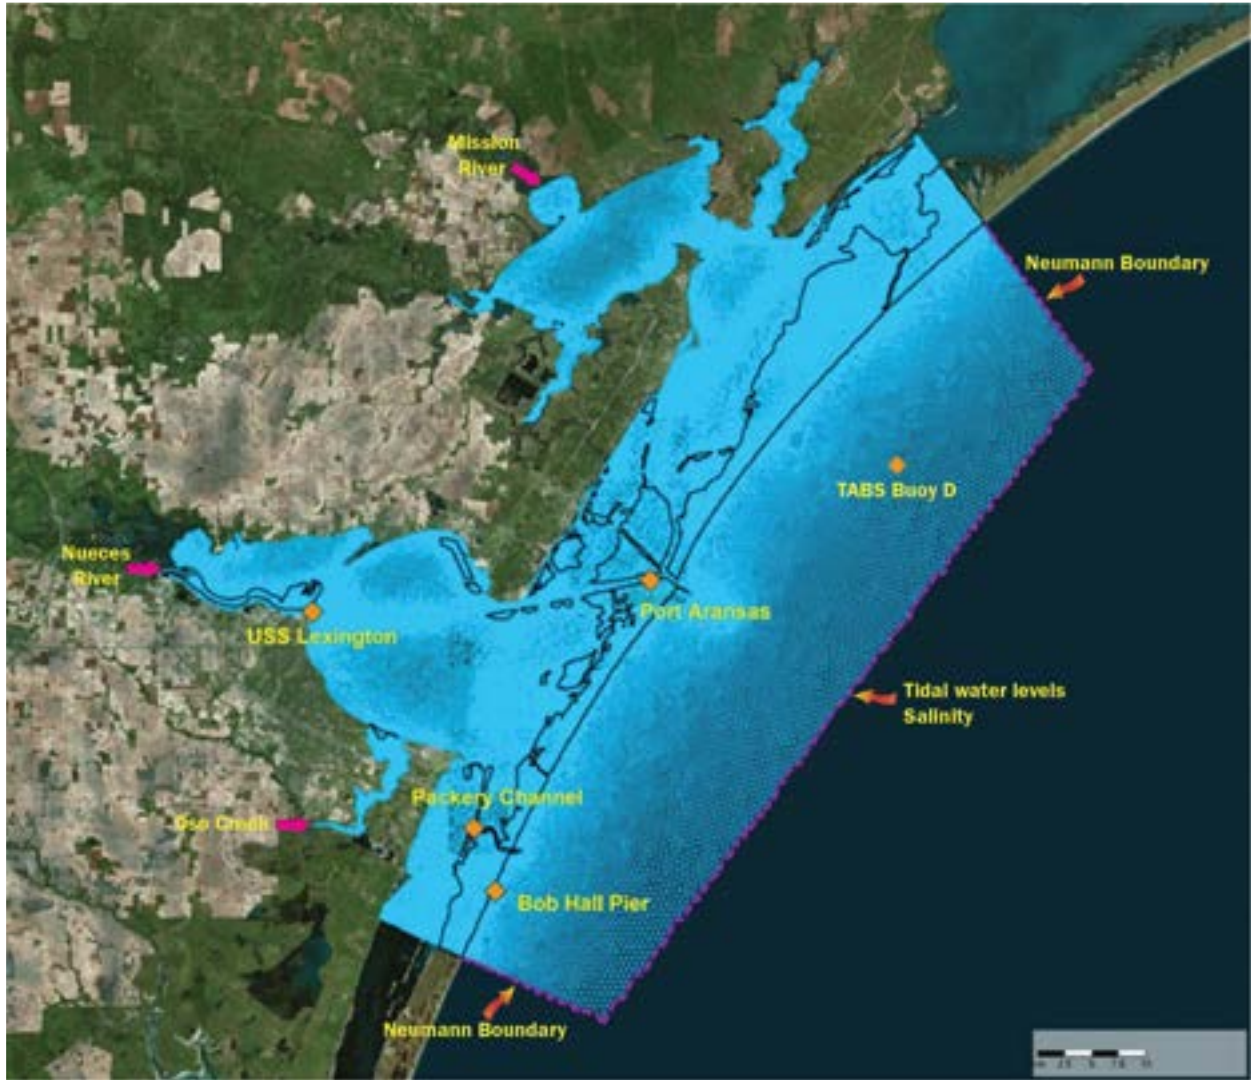 Mission
River
Neumann Boundary
TABS Buoy D
Nueces
River
USS Lexington
Port Aransas
Tidal water levels
Salinity
Packery Channel
Oso Creek
Bob Hall Pier
Neumann Boundary